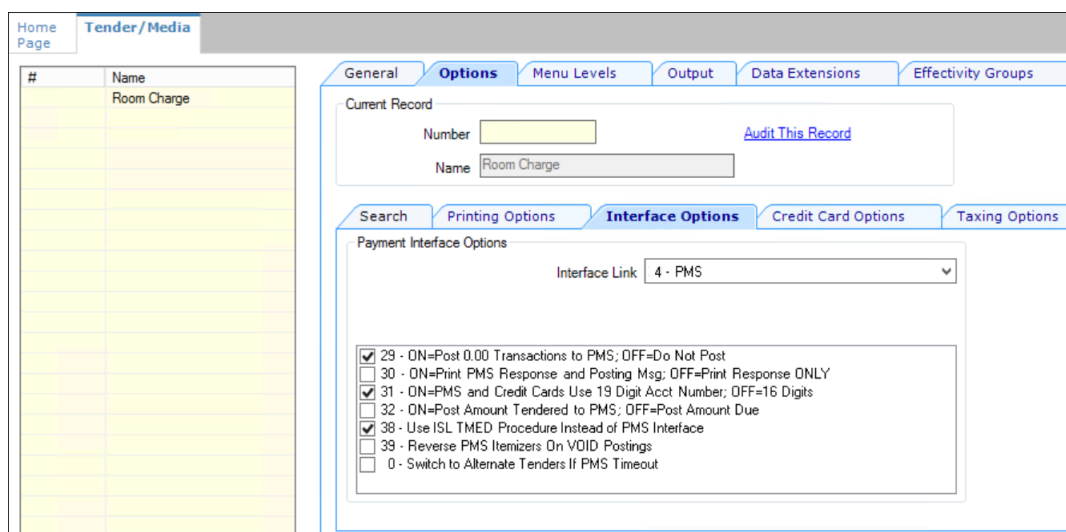 Home Page
Tender/Media
# Name
Room Charge
General Options Menu Levels Output Data Extensions Effectivity Groups
Current Record
Number
Audit This Record
Name Room Charge
Search Printing Options Interface Options Credit Card Options Taxing Options
Payment Interface Options
Interface Link 4 - PMS
29 - ON=Post 0.00 Transactions to PMS; OFF=Do Not Post
30 - ON=Print PMS Response and Posting Msg; OFF=Print Response ONLY
31 - ON=PMS and Credit Cards Use 19 Digit Acct Number; OFF=16 Digits
32 - ON=Post Amount Tendered to PMS; OFF=Post Amount Due
38 - Use ISL TMED Procedure Instead of PMS Interface
39 - Reverse PMS Itemizers On VOID Postings
0 - Switch to Alternate Tenders If PMS Timeout